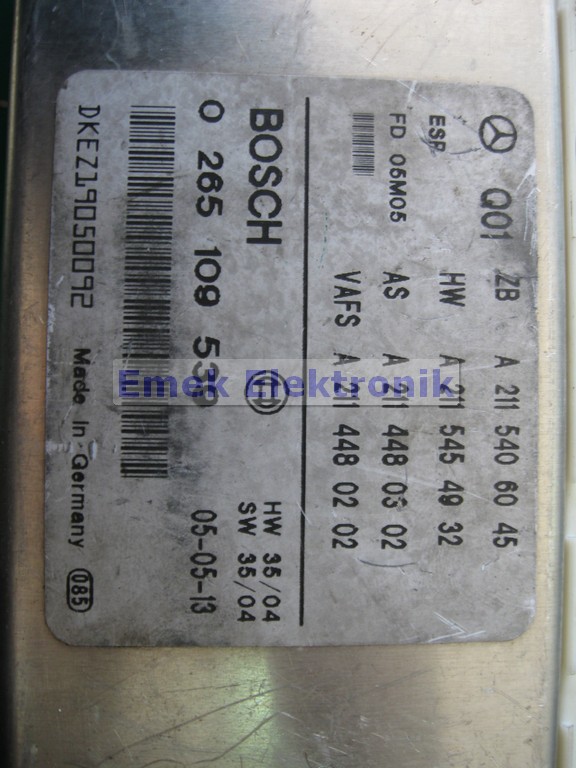 Q01 ZB A 211 540 60 45
ESP HW A 211 545 49 32
FD 05M05 AS A 211 448 03 02
VAFS A 211 448 02 02
BOSCH HW 35/04
SW 35/04
0 265 109 539 05-05-13
DKEZ19050092 Made in Germany 085
Emek Elektronik